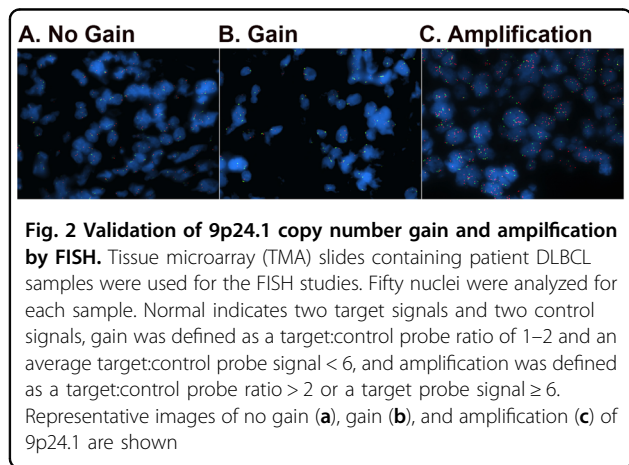 A. No Gain B. Gain C. Amplification
Fig. 2 Validation of 9p24.1 copy number gain and ampilfication
by FISH. Tissue microarray (TMA) slides containing patient DLBCL
samples were used for the FISH studies. Fifty nuclei were analyzed for
each sample. Normal indicates two target signals and two control
signals, gain was defined as a target:control probe ratio of 1–2 and an
average target:control probe signal < 6, and amplification was defined
as a target:control probe ratio > 2 or a target probe signal ≥ 6.
Representative images of no gain (a), gain (b), and amplification (c) of
9p24.1 are shown